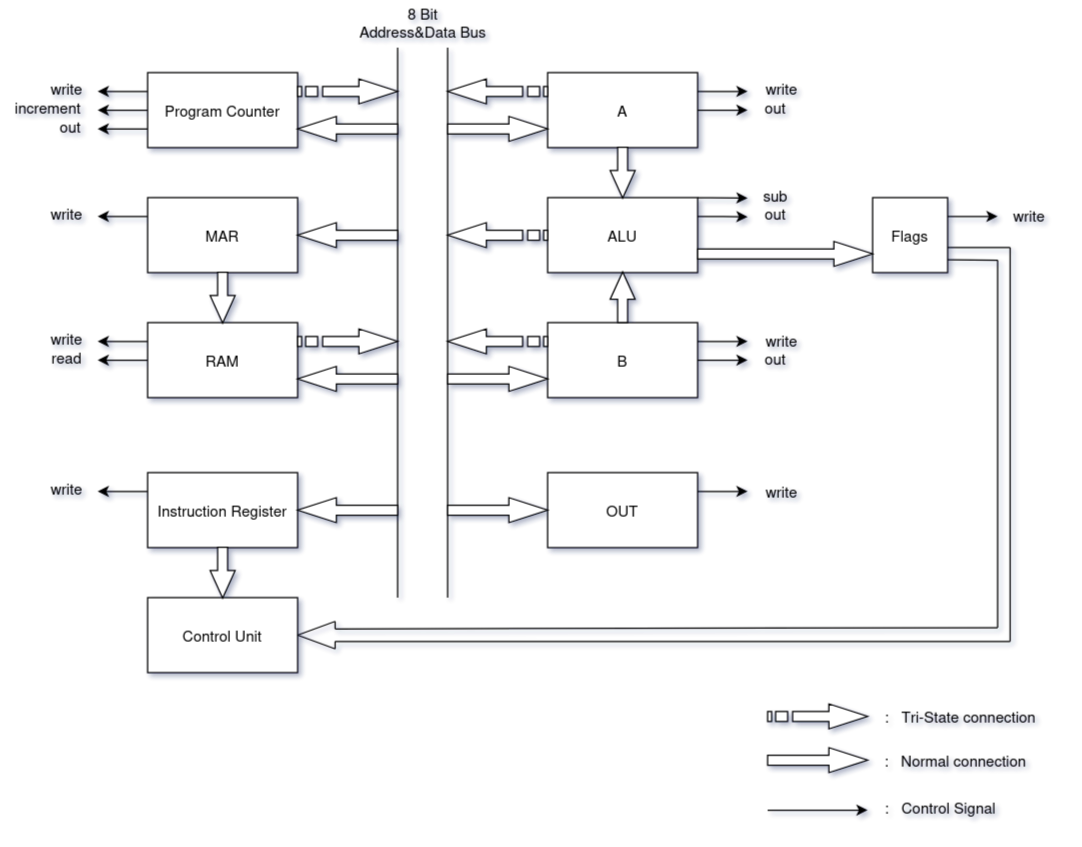 8 Bit
Address&Data Bus
write
increment
out
Program Counter
A
write
out
write
MAR
ALU
sub
out
Flags
write
write
read
RAM
B
write
out
write
Instruction Register
OUT
write
Control Unit
: Tri-State connection
: Normal connection
: Control Signal